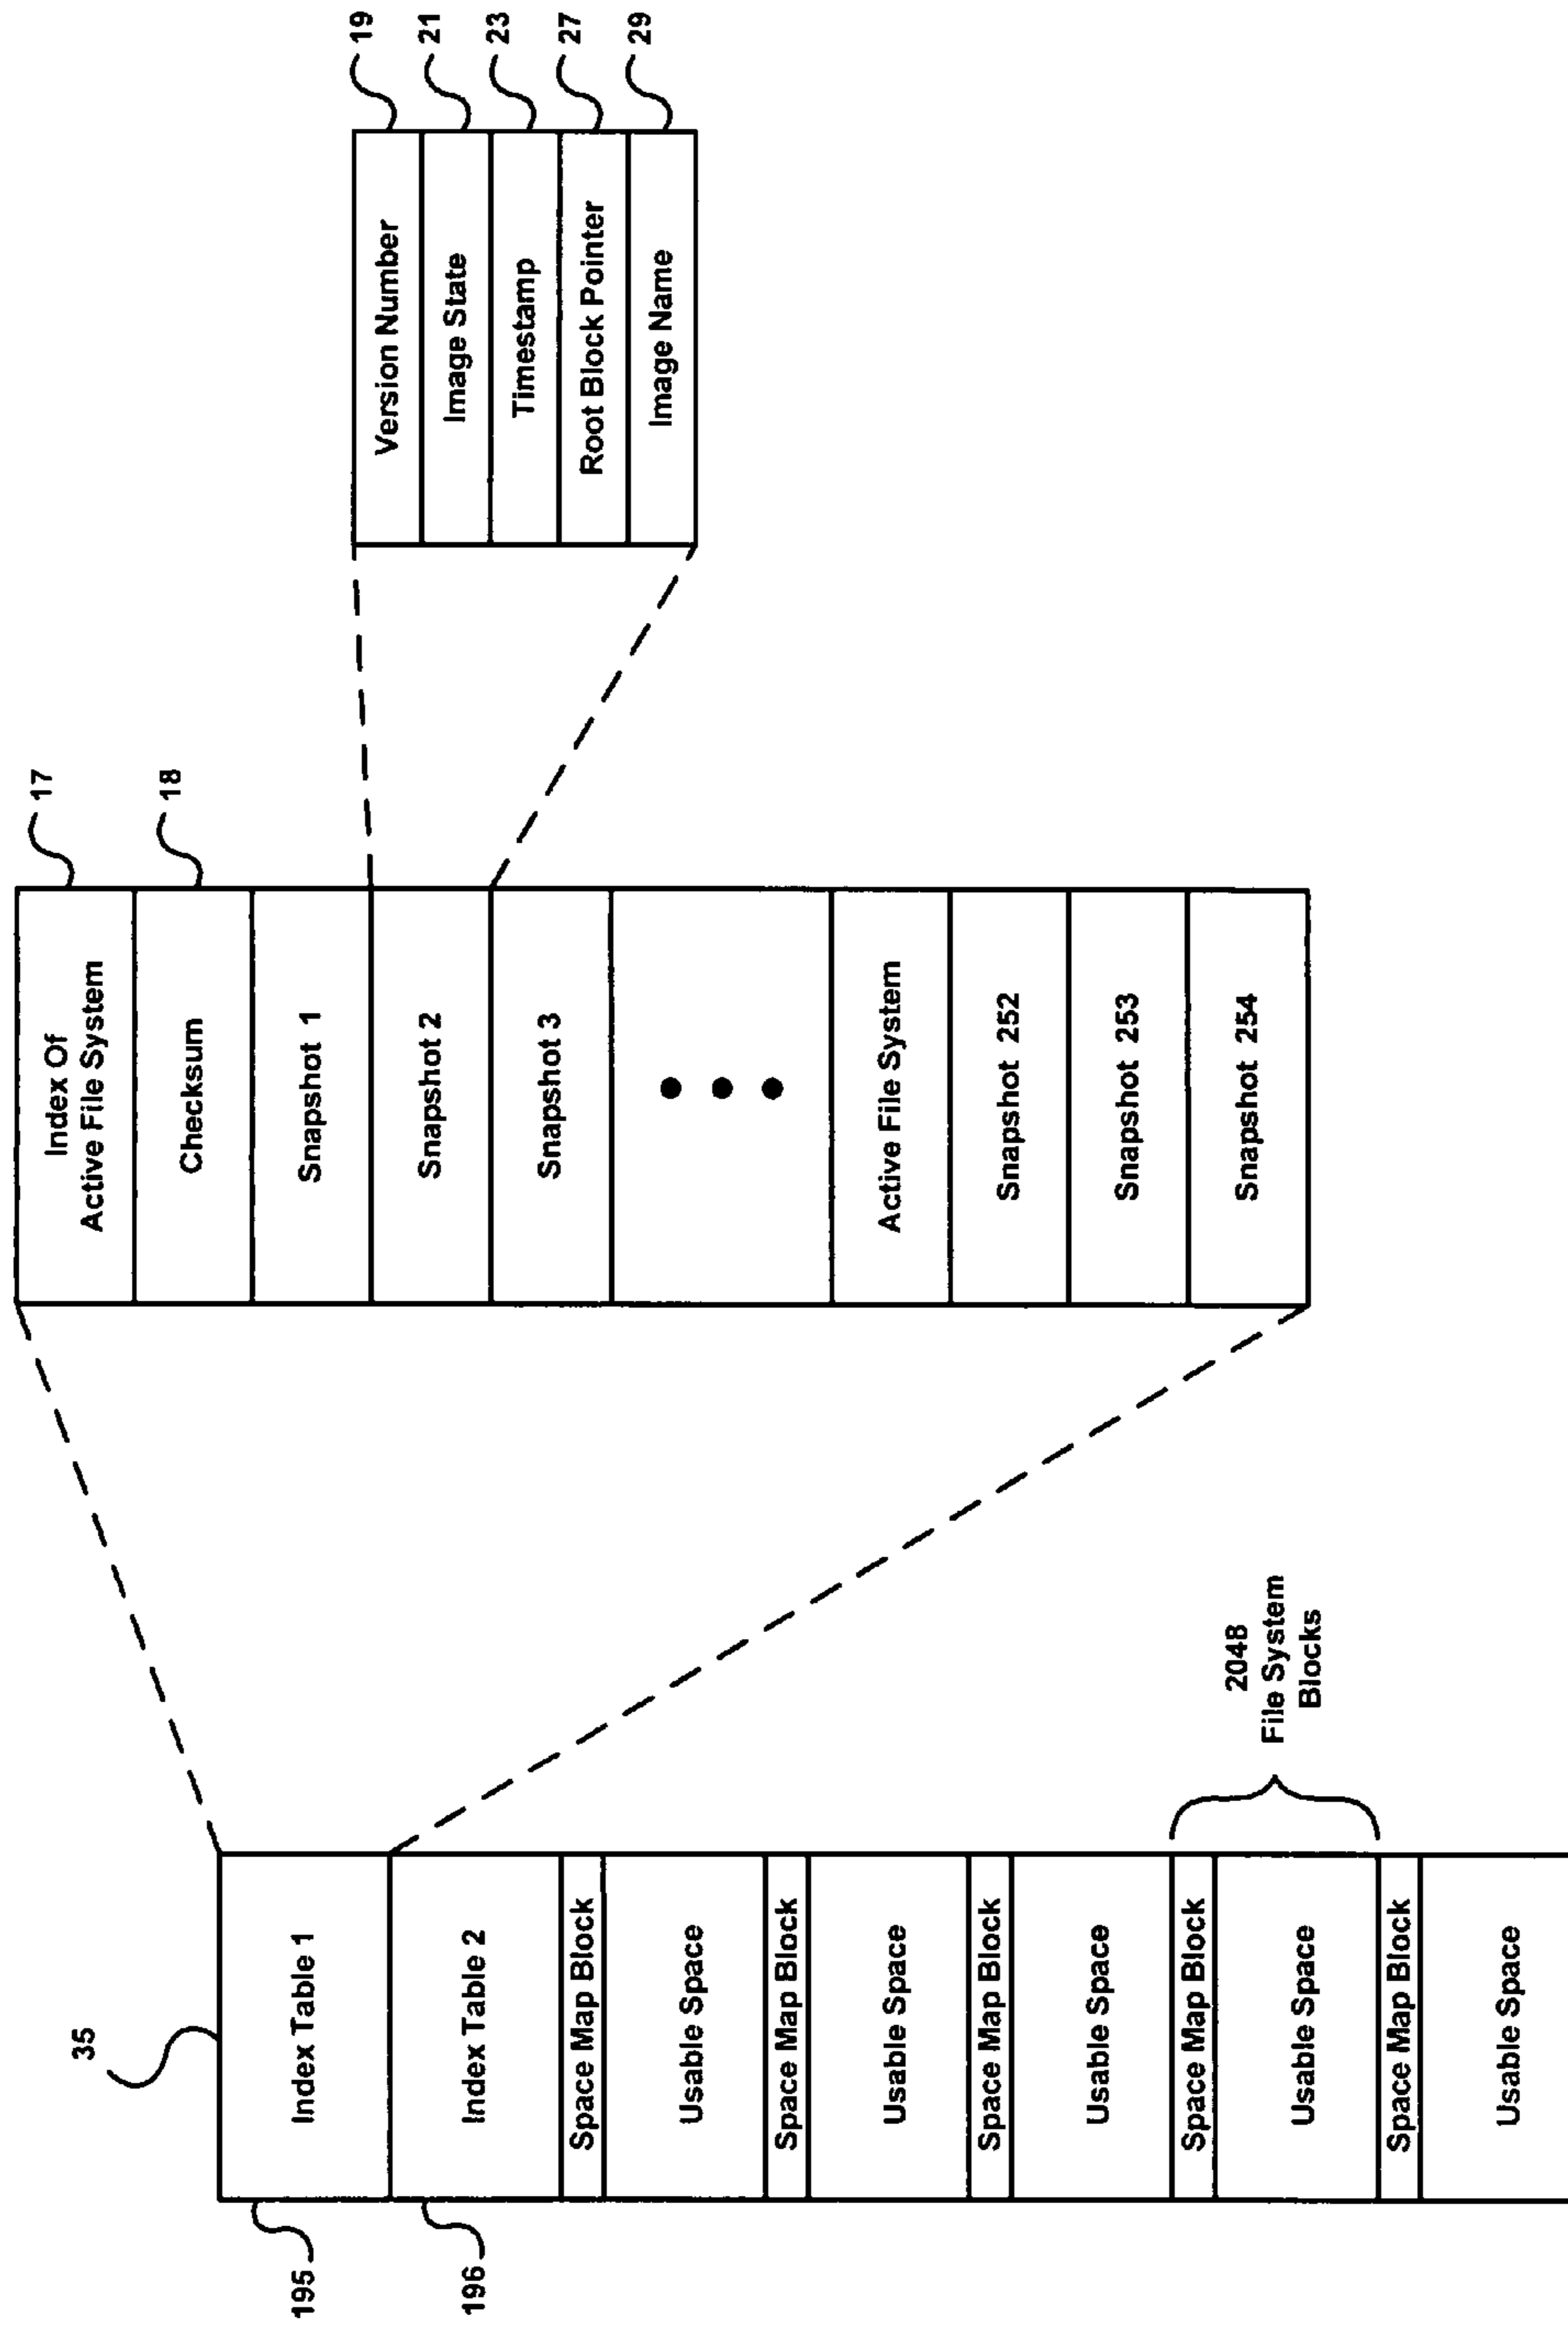 35
195
Index Table 1
196
Index Table 2
Space Map Block
Usable Space
Space Map Block
Usable Space
Space Map Block
Usable Space
Space Map Block
Usable Space
Space Map Block
Usable Space
2048
File System
Blocks
Index Of
Active File System
17
Checksum
18
Snapshot 1
Snapshot 2
Snapshot 3
Active File System
Snapshot 252
Snapshot 253
Snapshot 254
Version Number
19
Image State
21
Timestamp
23
Root Block Pointer
27
Image Name
29